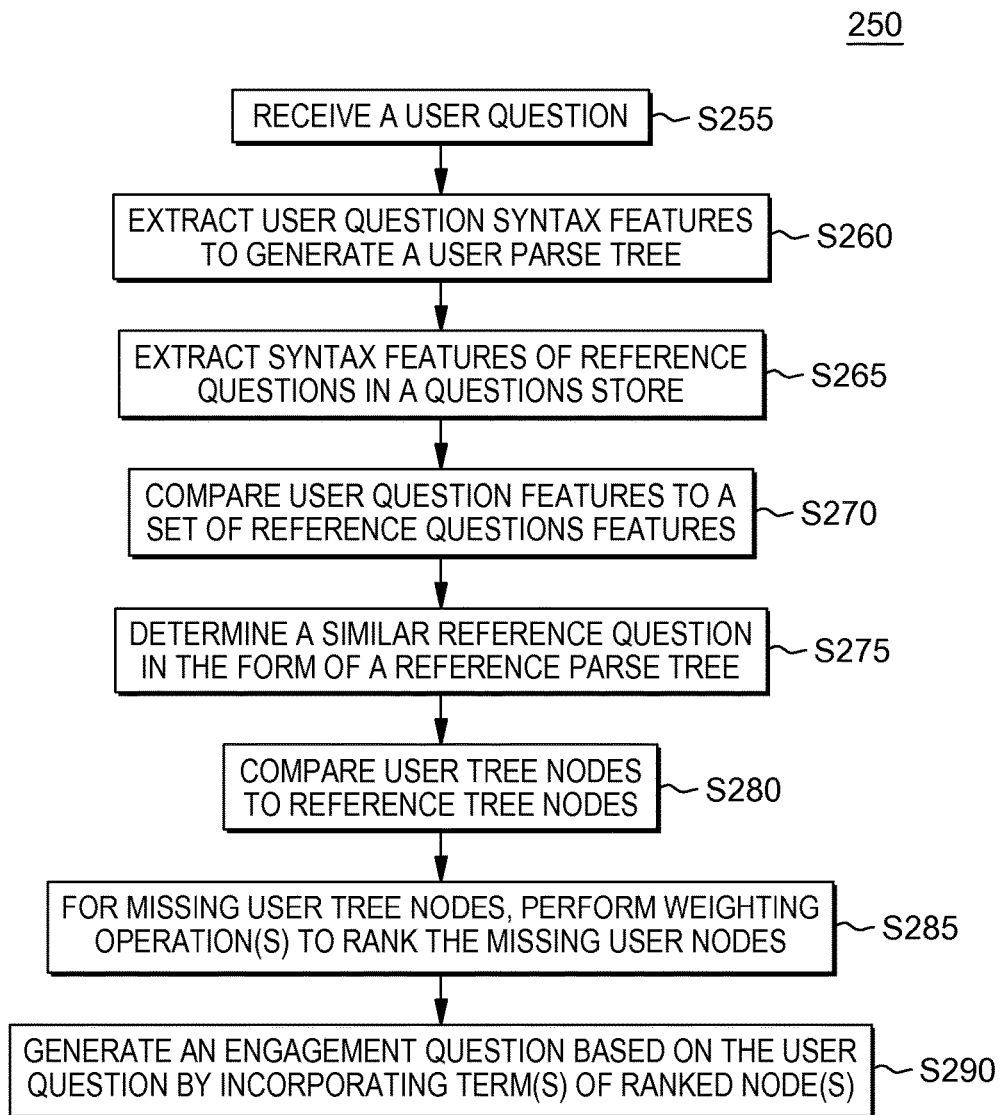 250
RECEIVE A USER QUESTION
S255
EXTRACT USER QUESTION SYNTAX FEATURES
TO GENERATE A USER PARSE TREE
S260
EXTRACT SYNTAX FEATURES OF REFERENCE
QUESTIONS IN A QUESTIONS STORE
S265
COMPARE USER QUESTION FEATURES TO A
SET OF REFERENCE QUESTIONS FEATURES
S270
DETERMINE A SIMILAR REFERENCE QUESTION
IN THE FORM OF A REFERENCE PARSE TREE
S275
COMPARE USER TREE NODES
TO REFERENCE TREE NODES
S280
FOR MISSING USER TREE NODES, PERFORM WEIGHTING
OPERATION(S) TO RANK THE MISSING USER NODES
S285
GENERATE AN ENGAGEMENT QUESTION BASED ON THE USER
QUESTION BY INCORPORATING TERM(S) OF RANKED NODE(S)
S290